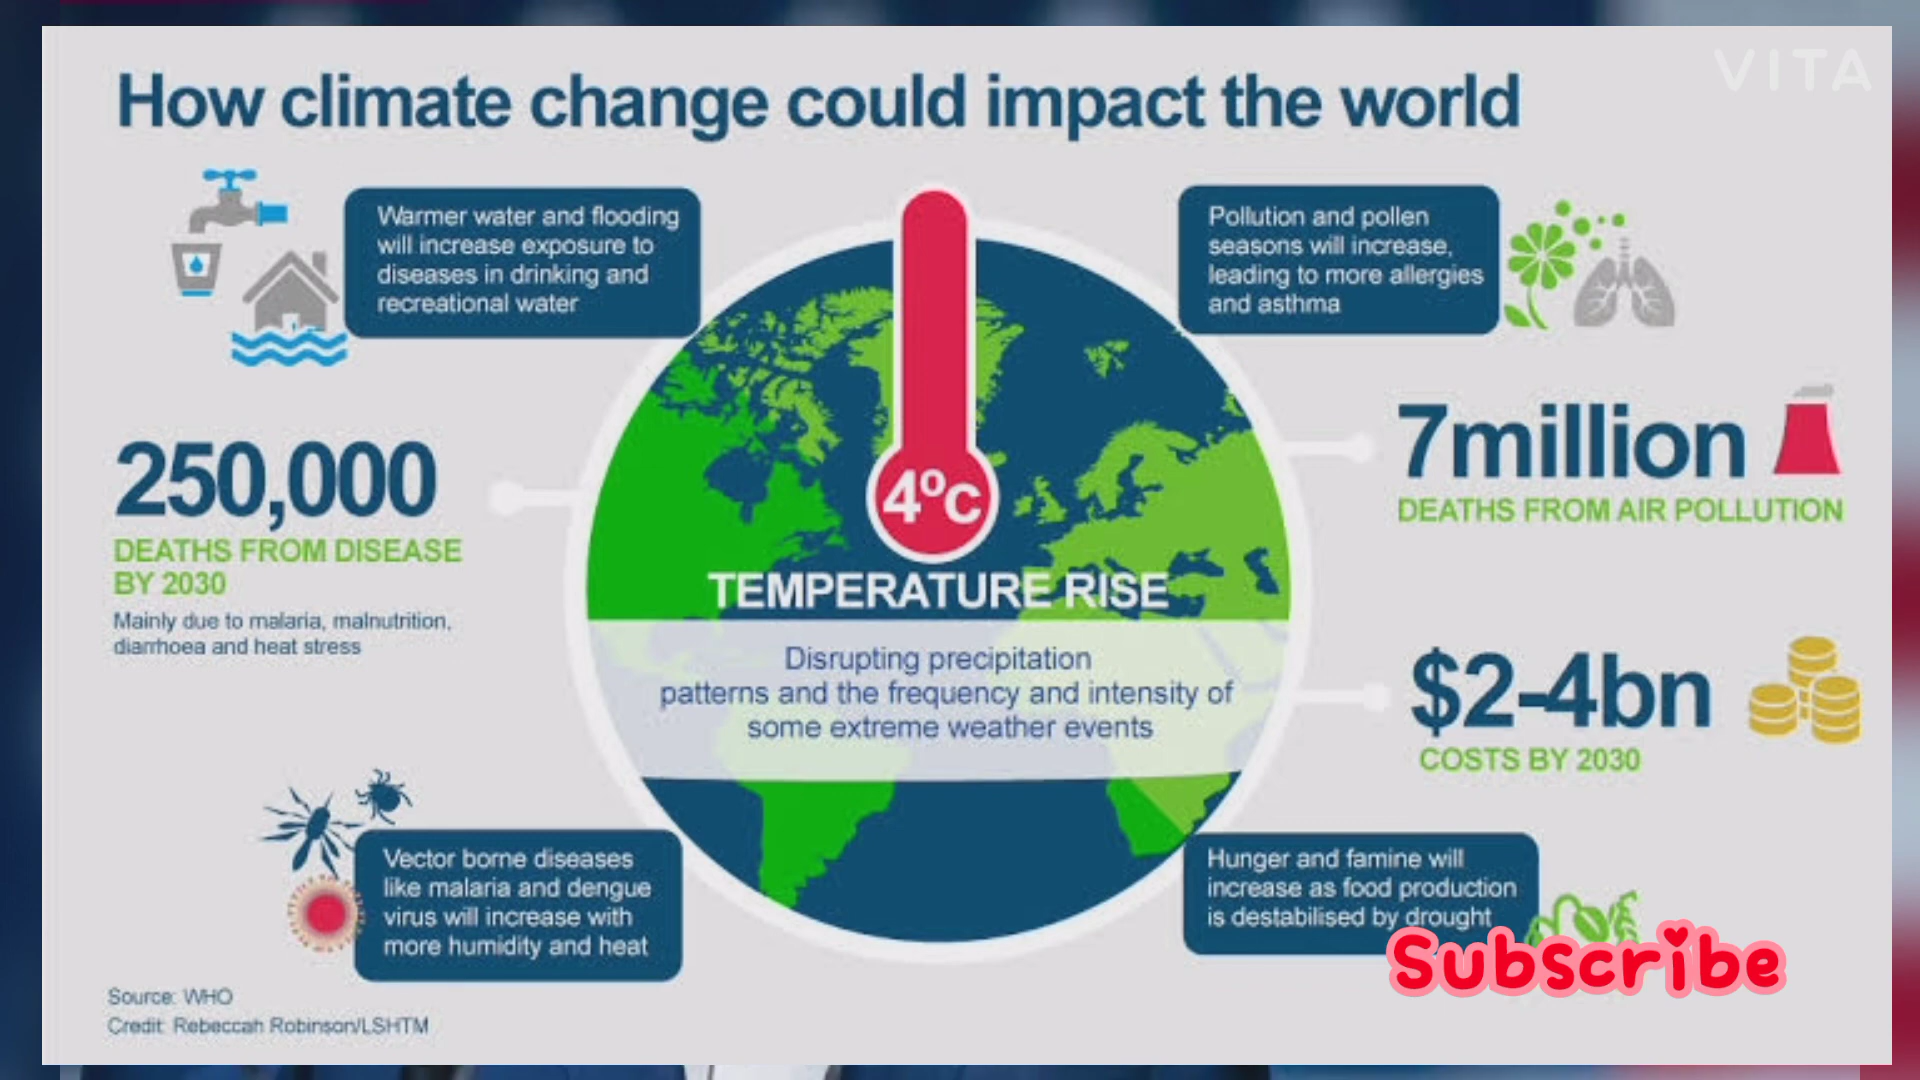 VITA
How climate change could impact the world
Warmer water and flooding
will increase exposure to
diseases in drinking and
recreational water
Pollution and pollen
seasons will increase,
leading to more allergies
and asthma
250,000
DEATHS FROM DISEASE
BY 2030
Mainly due to malaria, malnutrition,
diarrhoea and heat stress
4ºc
TEMPERATURE RISE
Disrupting precipitation
patterns and the frequency and intensity of
some extreme weather events
7million
DEATHS FROM AIR POLLUTION
$2-4bn
COSTS BY 2030
Vector borne diseases
like malaria and dengue
virus will increase with
more humidity and heat
Hunger and famine will
increase as food production
is destabilised by drought
Subscribe
Source: WHO
Credit: Rebeccah Robinson/LSHTM